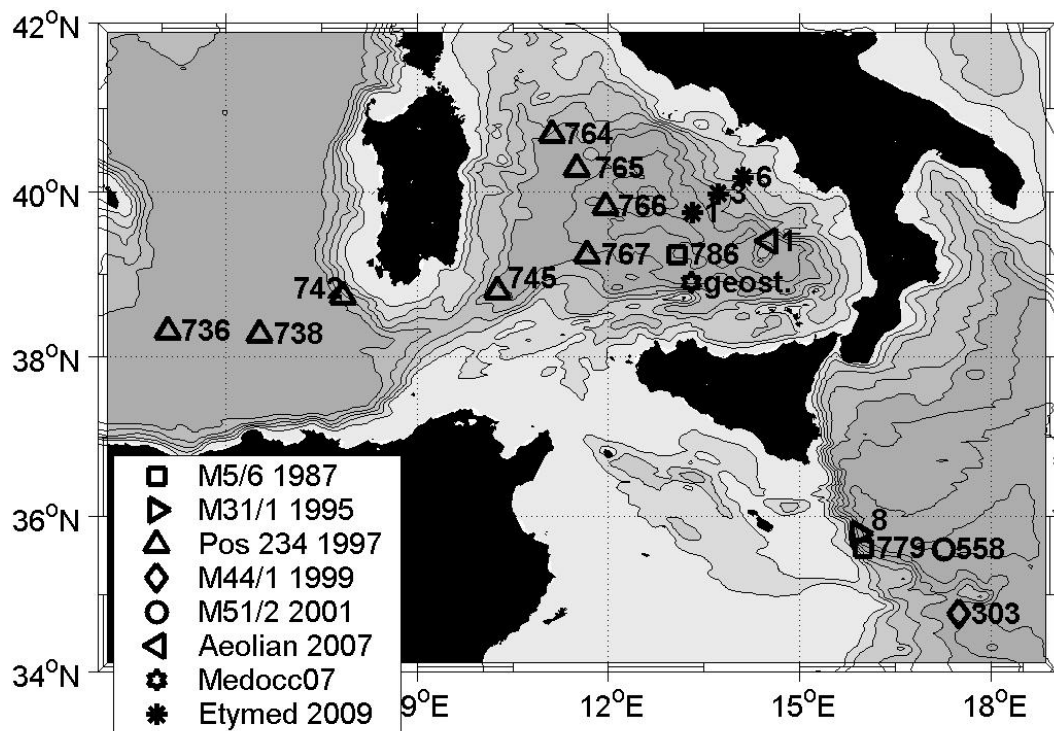 42°N
764
765
6
40°N
3
766
1
1
767
786
745
geost.
742
736
738
38°N
M5/6 1987
M31/1 1995
8
36°N
Pos 234 1997
779
558
M44/1 1999
M51/2 2001
303
Aeolian 2007
34°N
Medocc07
9°E
12°E
15°E
18°E
Etymed 2009